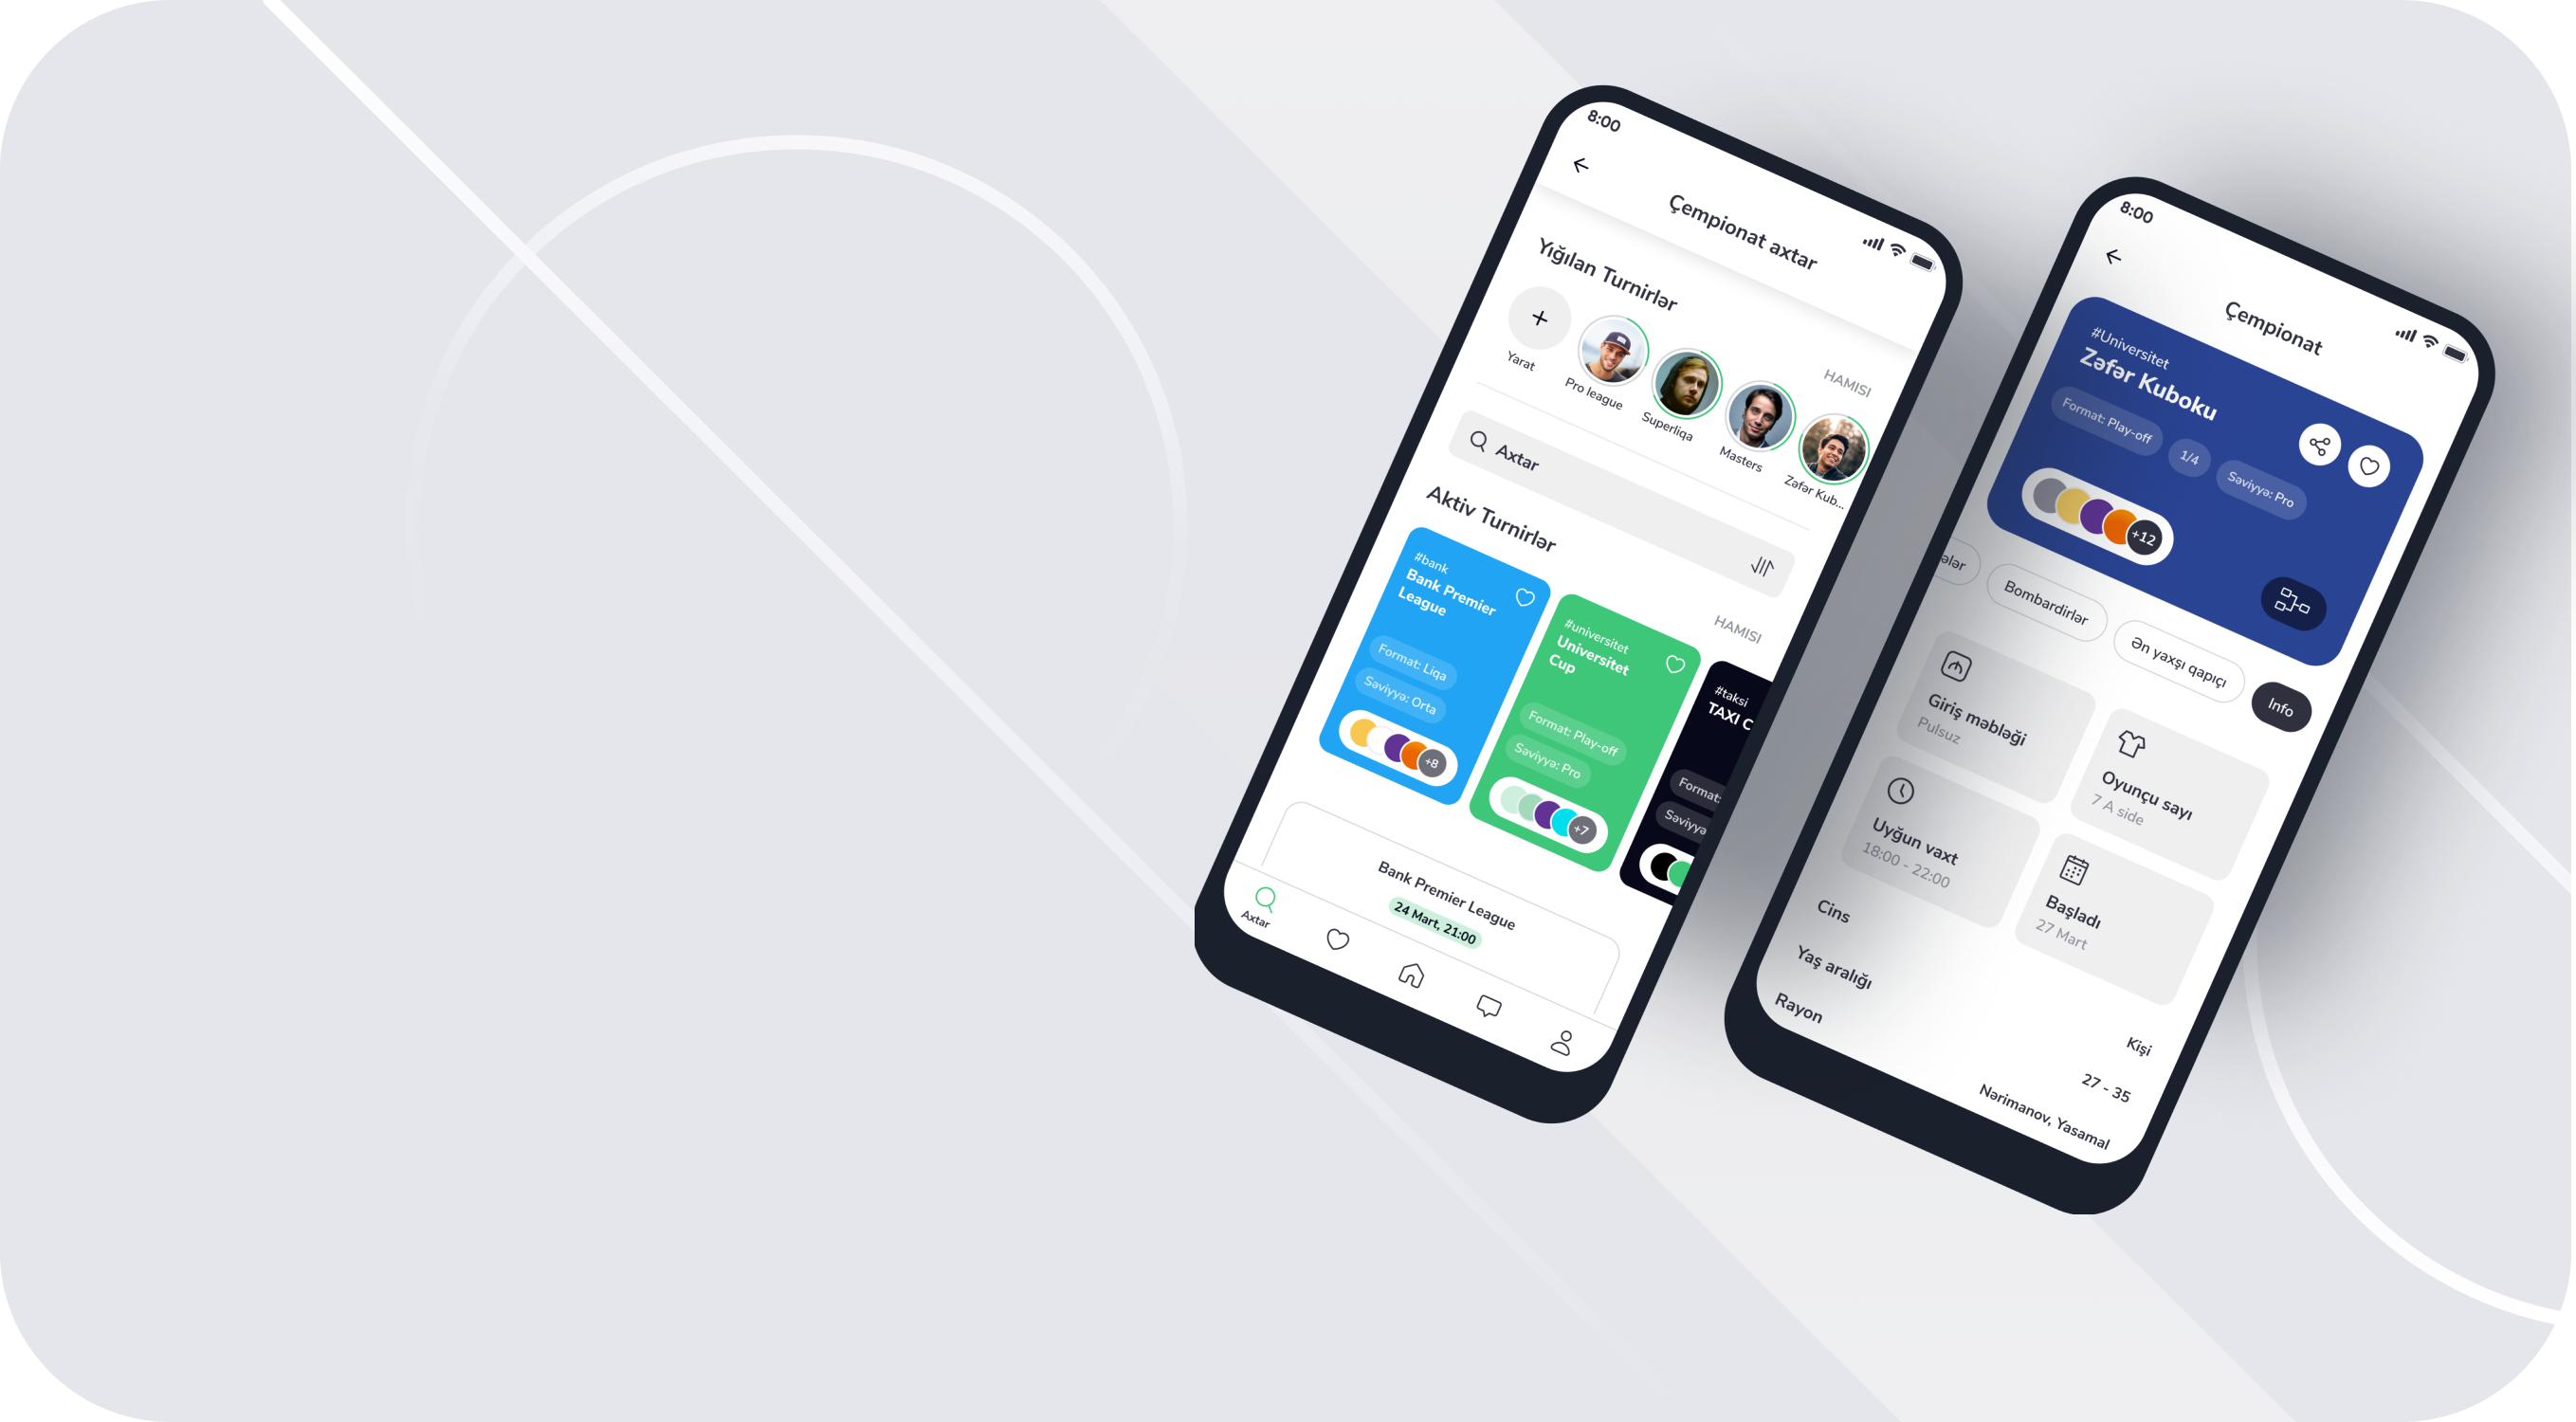 8:00
Çempionat axtar
Yığılan Turnirlər
HAMISI
Yarat
Pro league
Superliqa
Masters
Zəfər Kub...
Axtar
Aktiv Turnirlər
HAMISI
#bank
Bank Premier
League
Format: Liqa
Səviyyə: Orta
+8
#universitet
Universitet
Cup
Format: Play-off
Səviyyə: Pro
+7
#taksi
TAXI C
Format:
Səviyyə
Bank Premier League
24 Mart, 21:00
Axtar
8:00
Çempionat
#Universitet
Zəfər Kuboku
Format: Play-off
1/4
Səviyyə: Pro
+12
ələr
Bombardirlər
Ən yaxşı qapıçı
Info
Giriş məbləği
Pulsuz
Oyunçu sayı
7 A side
Uyğun vaxt
18:00 - 22:00
Başladı
27 Mart
Cins
Kişi
Yaş aralığı
27 - 35
Rayon
Nərimanov, Yasamal